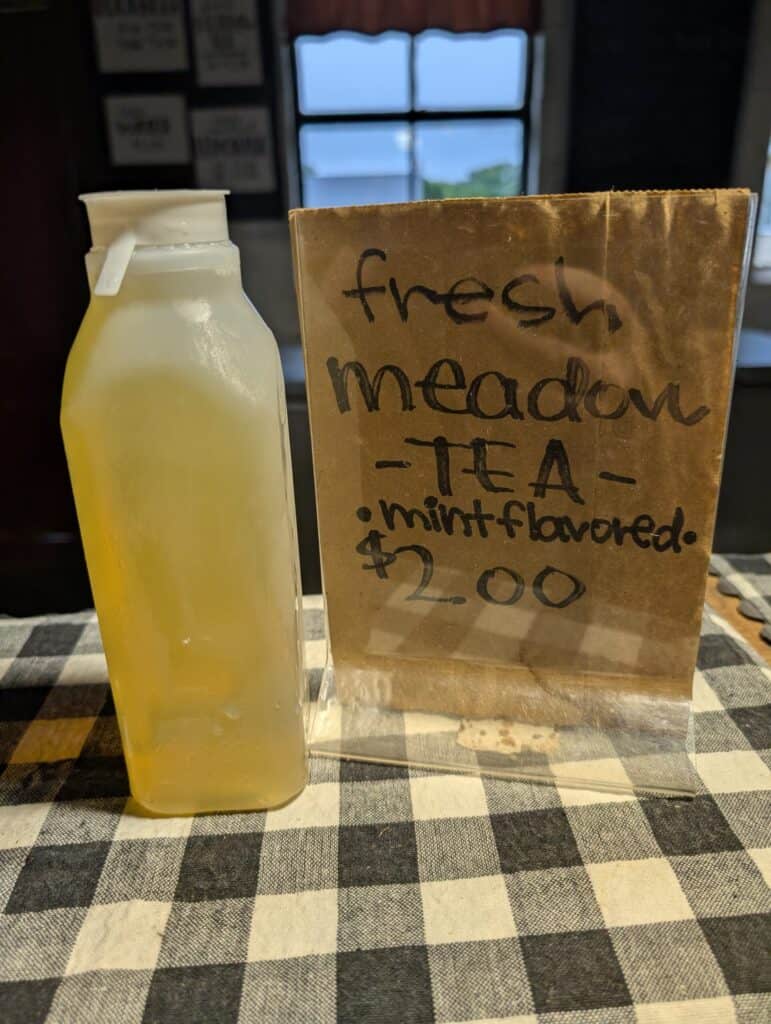 fresh
meadow
- TEA -
• mint flavored •
$2.00